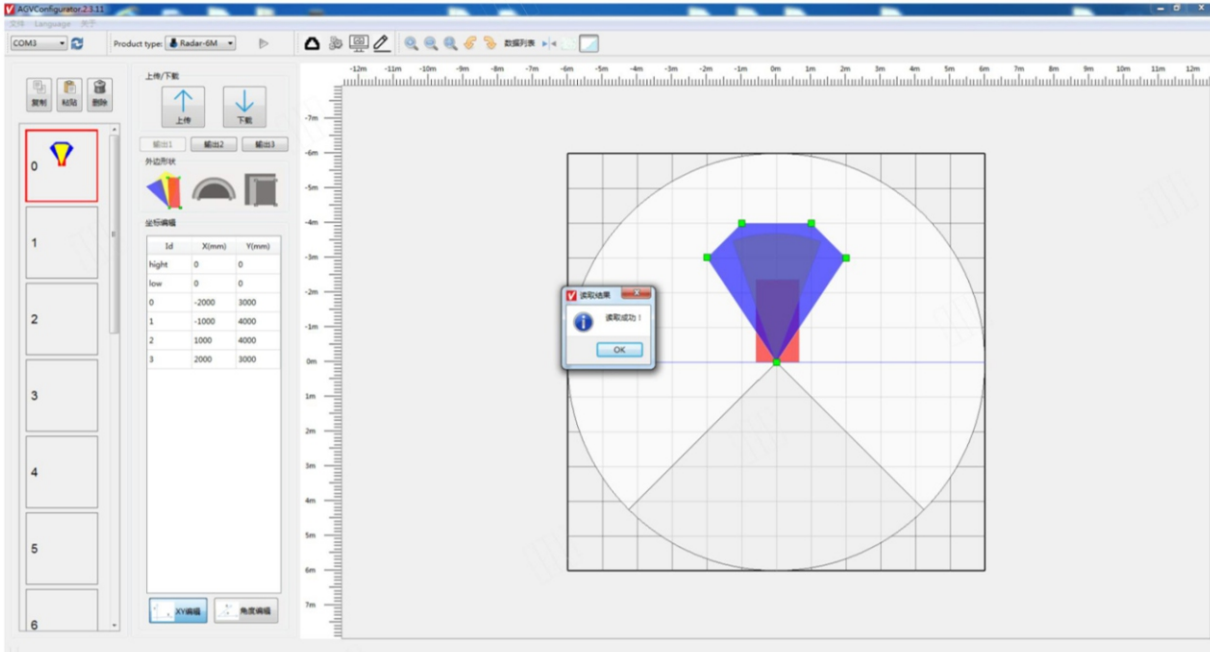 AGVConfigurator.2.3.11
文件 Language 关于
COM3 Product type: Radar-6M 数据列表
复制 粘贴 删除
0
1
2
3
4
5
6
上传/下载
上传 下载
输出1 输出2 输出3
外边形状
坐标编辑
Id X(mm) Y(mm)
hight 0 0
low 0 0
0 -2000 3000
1 -1000 4000
2 1000 4000
3 2000 3000
XY编辑 角度编辑
-12m -11m -10m -9m -8m -7m -6m -5m -4m -3m -2m -1m 0m 1m 2m 3m 4m 5m 6m 7m 8m 9m 10m 11m 12m
-7m
-6m
-5m
-4m
-3m
-2m
-1m
0m
1m
2m
3m
4m
5m
6m
7m
读取结果
读取成功！
OK